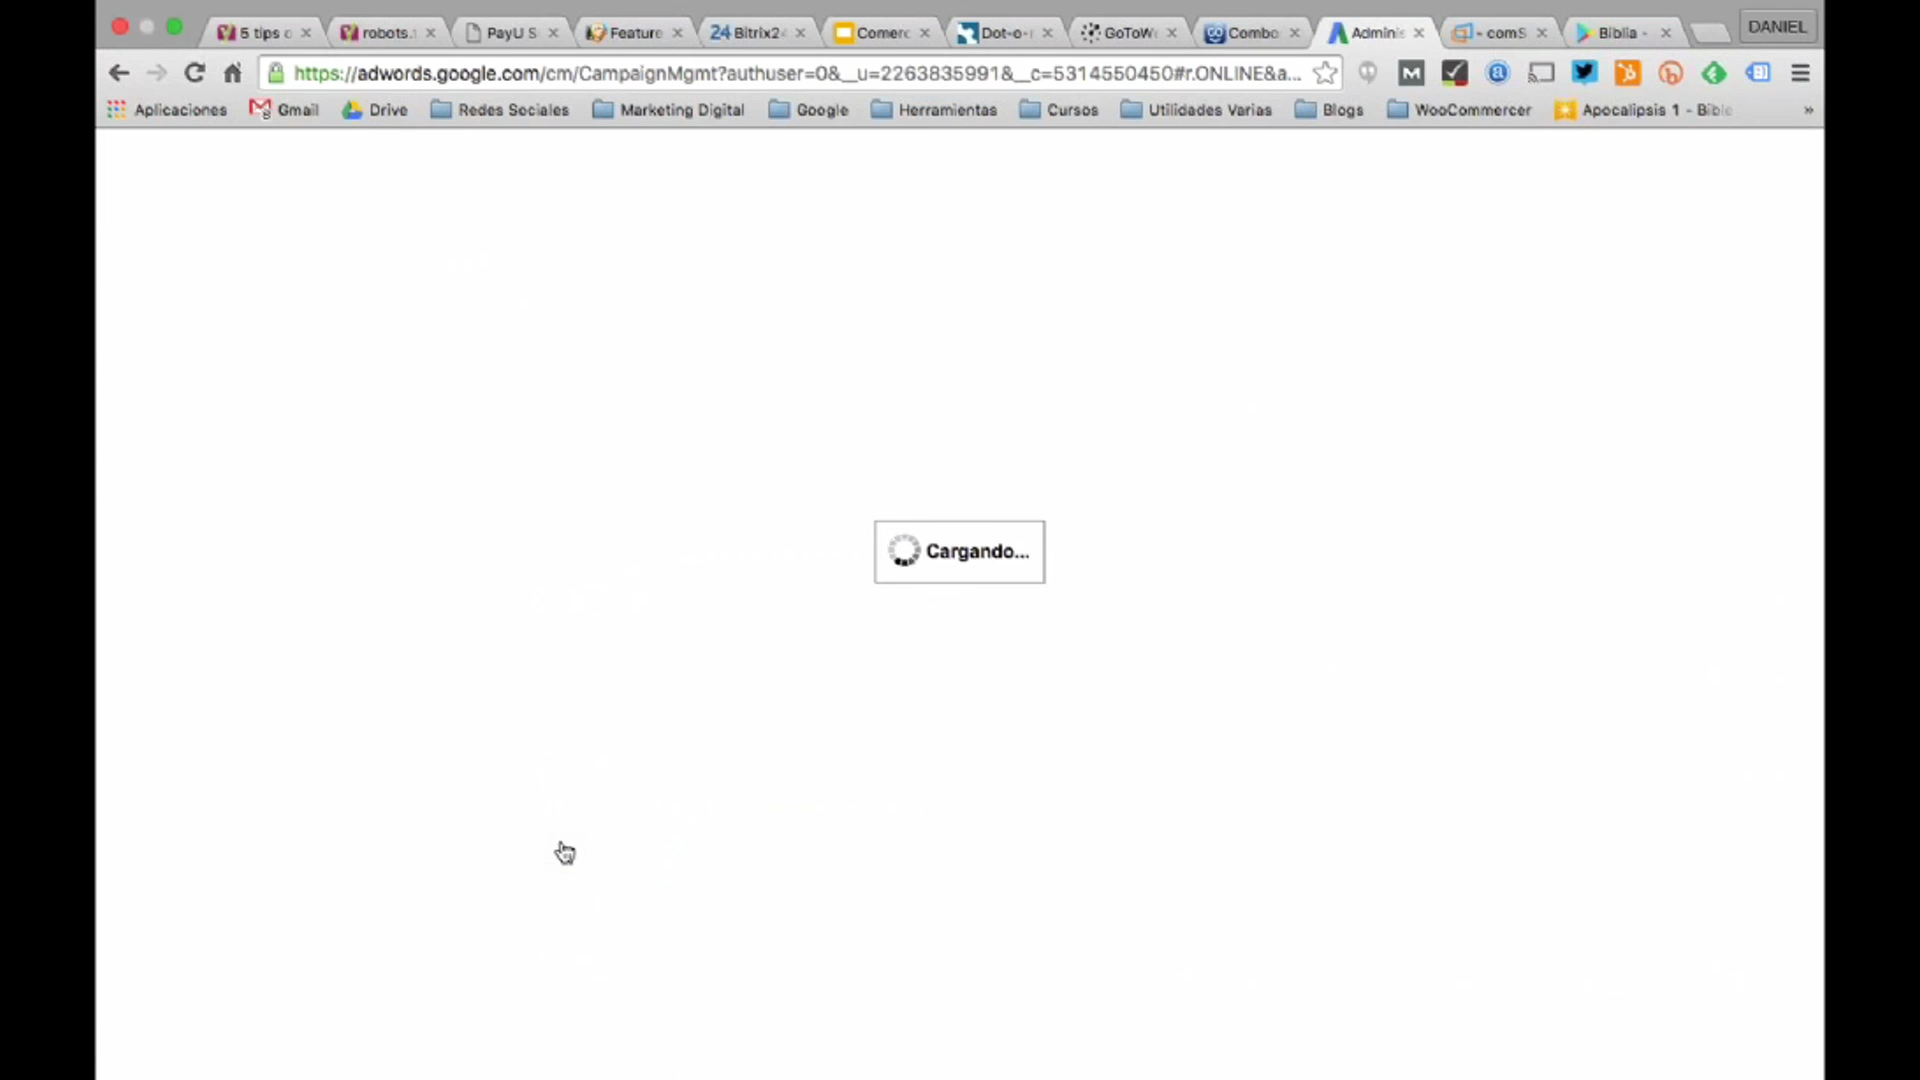 5 tips robots. PayU S Feature 24 Bitrix2 Comerc Dot-o- GoToW Combo Adminis - comS Biblia - DANIEL
https://adwords.google.com/cm/CampaignMgmt?authuser=0&__u=2263835991&__c=5314550450#r.ONLINE&a...
Aplicaciones Gmail Drive Redes Sociales Marketing Digital Google Herramientas Cursos Utilidades Varias Blogs WooCommercer Apocalipsis 1 - Bible »
Cargando...